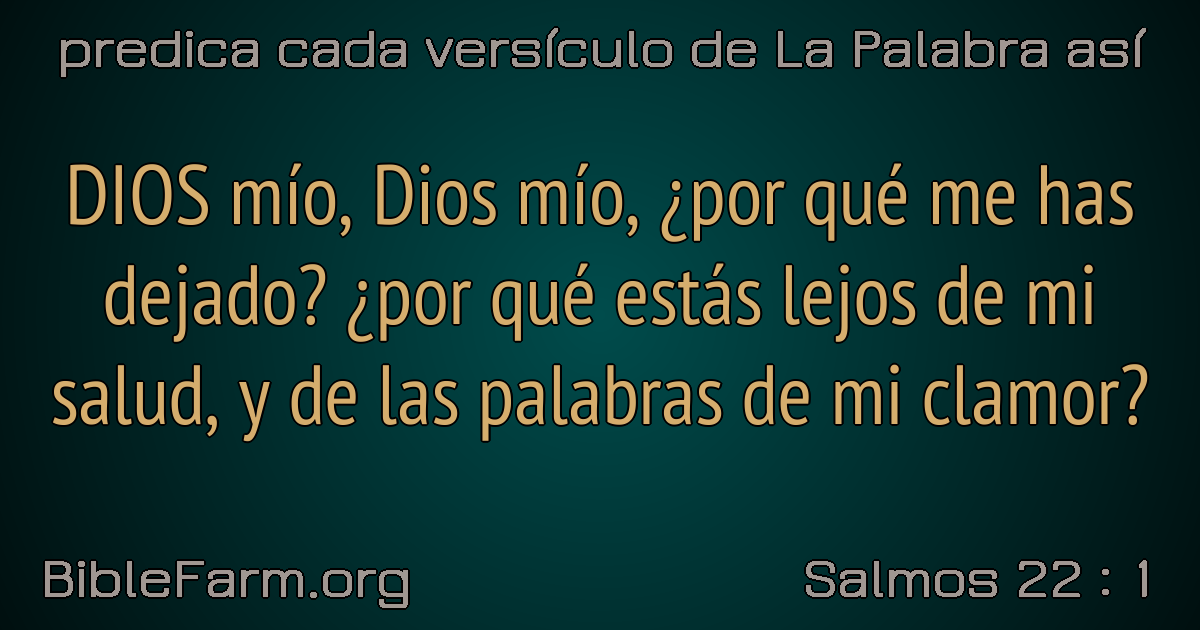 predica cada versículo de La Palabra así
DIOS mío, Dios mío, ¿por qué me has
dejado? ¿por qué estás lejos de mi
salud, y de las palabras de mi clamor?
BibleFarm.org
Salmos 22 : 1